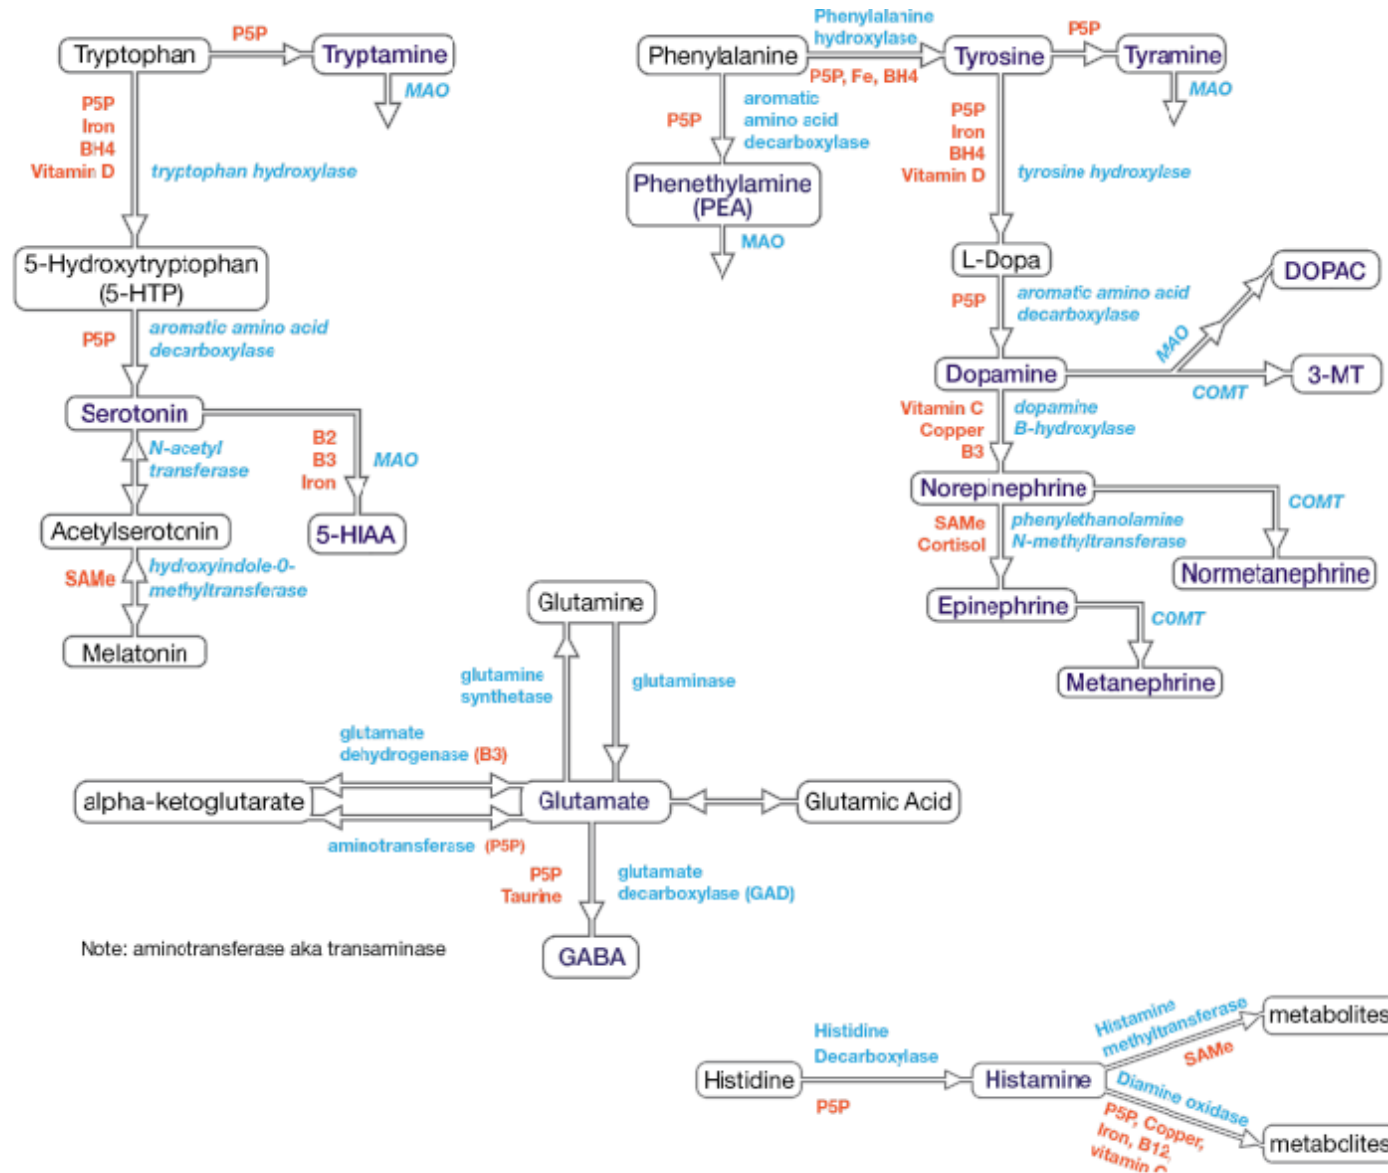 P5P
Tryptophan
Tryptamine
MAO
P5P
Iron
BH4
Vitamin D
tryptophan hydroxylase
5-Hydroxytryptophan
(5-HTP)
P5P
aromatic amino acid
decarboxylase
Serotonin
N-acetyl
transferase
B2
B3
Iron
MAO
Acetylserotonin
5-HIAA
SAMe
hydroxyindole-0-
methyltransferase
Melatonin
Phenylalanine
Phenylalanine
hydroxylase
P5P, Fe, BH4
Tyrosine
P5P
Tyramine
MAO
P5P
aromatic
amino acid
decarboxylase
Phenethylamine
(PEA)
MAO
P5P
Iron
BH4
Vitamin D
tyrosine hydroxylase
L-Dopa
P5P
aromatic amino acid
decarboxylase
DOPAC
MAO
Dopamine
COMT
3-MT
Vitamin C
Copper
B3
dopamine
B-hydroxylase
Norepinephrine
COMT
SAMe
Cortisol
phenylethanolamine
N-methyltransferase
Normetanephrine
Epinephrine
COMT
Metanephrine
Glutamine
glutamine
synthetase
glutaminase
glutamate
dehydrogenase (B3)
alpha-ketoglutarate
Glutamate
Glutamic Acid
aminotransferase (P5P)
P5P
Taurine
glutamate
decarboxylase (GAD)
GABA
Note: aminotransferase aka transaminase
Histidine
Histidine
Decarboxylase
P5P
Histamine
Histamine
methyltransferase
SAMe
metabolites
Diamine oxidase
P5P, Copper,
Iron, B12,
vitamin C
metabolites